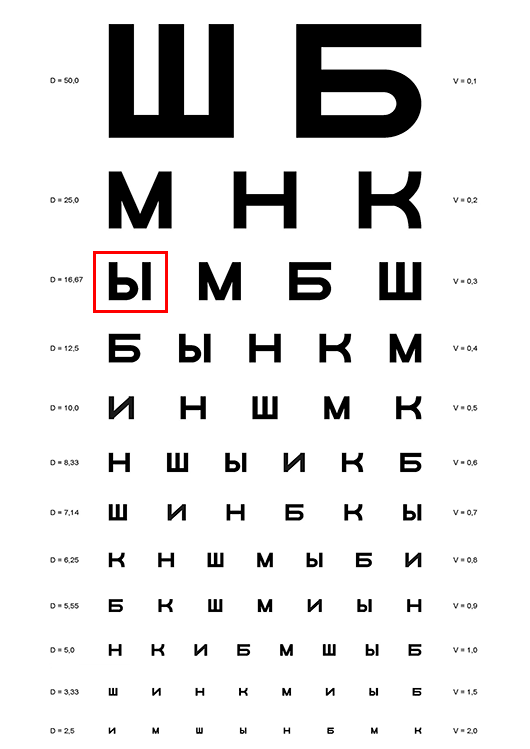 D = 50,0 Ш Б V = 0,1
D = 25,0 М Н К V = 0,2
D = 16,67 Ы М Б Ш V = 0,3
D = 12,5 Б Ы Н К М V = 0,4
D = 10,0 И Н Ш М К V = 0,5
D = 8,33 Н Ш Ы И К Б V = 0,6
D = 7,14 Ш И Н Б К Ы V = 0,7
D = 6,25 К Н Ш М Ы Б И V = 0,8
D = 5,55 Б К Ш М И Ы Н V = 0,9
D = 5,0 Н К И Б М Ш Ы Б V = 1,0
D = 3,33 Ш И Н К М И Ы Б V = 1,5
D = 2,5 И М Ш Ы Н Б М К V = 2,0